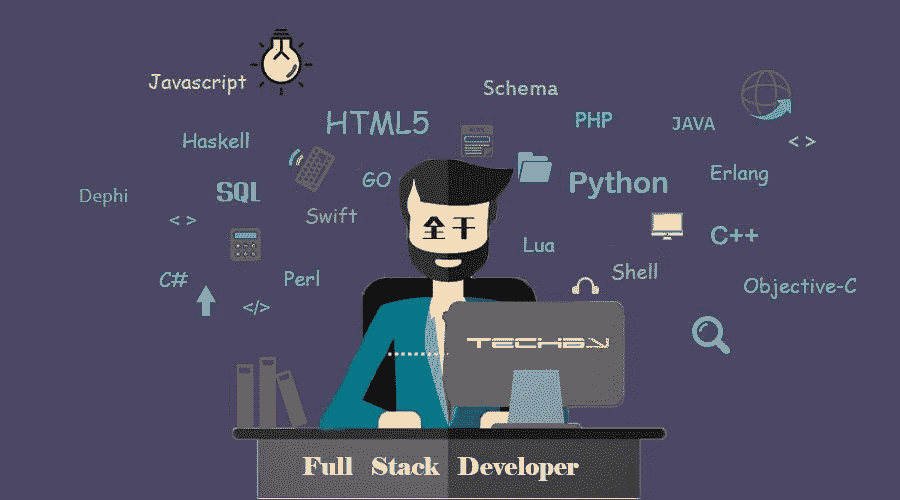 Javascript
Schema
HTML5
PHP
JAVA
Haskell
< >
GO
Python
Erlang
Dephi
SQL
Swift
< >
全干
C++
Lua
C#
Perl
Shell
Objective-C
</>
TECHBN
Full Stack Developer